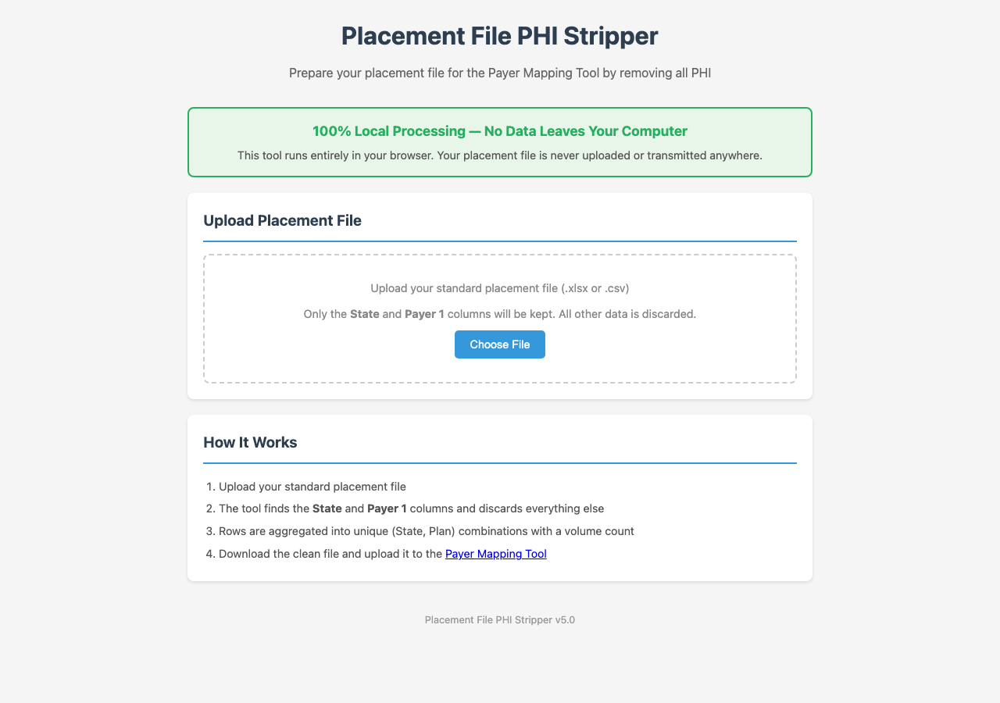 Placement File PHI Stripper
Prepare your placement file for the Payer Mapping Tool by removing all PHI
100% Local Processing — No Data Leaves Your Computer
This tool runs entirely in your browser. Your placement file is never uploaded or transmitted anywhere.
Upload Placement File
Upload your standard placement file (.xlsx or .csv)
Only the State and Payer 1 columns will be kept. All other data is discarded.
Choose File
How It Works
1. Upload your standard placement file
2. The tool finds the State and Payer 1 columns and discards everything else
3. Rows are aggregated into unique (State, Plan) combinations with a volume count
4. Download the clean file and upload it to the Payer Mapping Tool
Placement File PHI Stripper v5.0